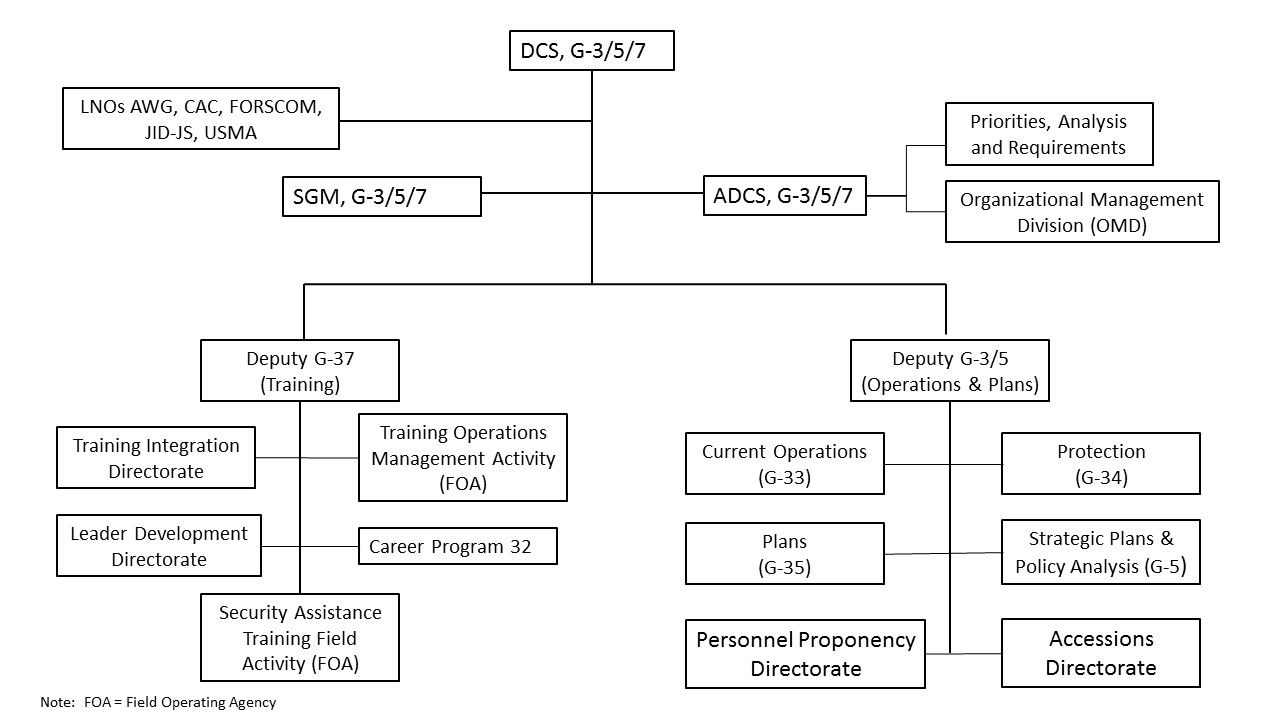 DCS, G-3/5/7
LNOs AWG, CAC, FORSCOM,
JID-JS, USMA
Priorities, Analysis
and Requirements
SGM, G-3/5/7
ADCS, G-3/5/7
Organizational Management
Division (OMD)
Deputy G-37
(Training)
Deputy G-3/5
(Operations & Plans)
Training Integration
Directorate
Training Operations
Management Activity
(FOA)
Current Operations
(G-33)
Protection
(G-34)
Leader Development
Directorate
Career Program 32
Plans
(G-35)
Strategic Plans &
Policy Analysis (G-5)
Security Assistance
Training Field
Activity (FOA)
Personnel Proponency
Directorate
Accessions
Directorate
Note: FOA = Field Operating Agency